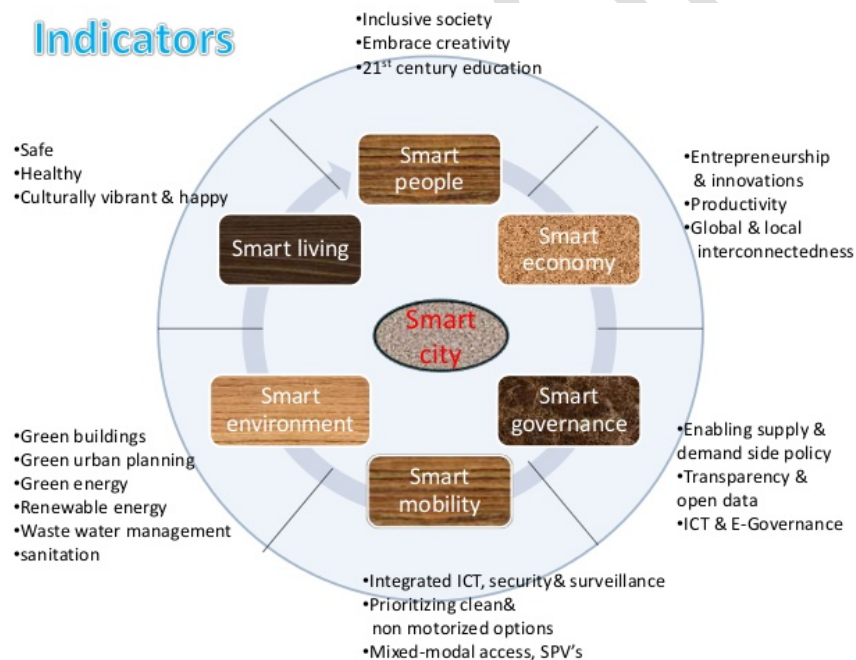 Indicators
•Inclusive society
•Embrace creativity
•21st century education
•Safe
•Healthy
•Culturally vibrant & happy
Smart
people
•Entrepreneurship
& innovations
•Productivity
•Global & local
interconnectedness
Smart living
Smart
economy
Smart
city
Smart
environment
Smart
governance
•Green buildings
•Green urban planning
•Green energy
•Renewable energy
•Waste water management
•sanitation
Smart
mobility
•Enabling supply &
demand side policy
•Transparency &
open data
•ICT & E-Governance
•Integrated ICT, security& surveillance
•Prioritizing clean&
non motorized options
•Mixed-modal access, SPV's